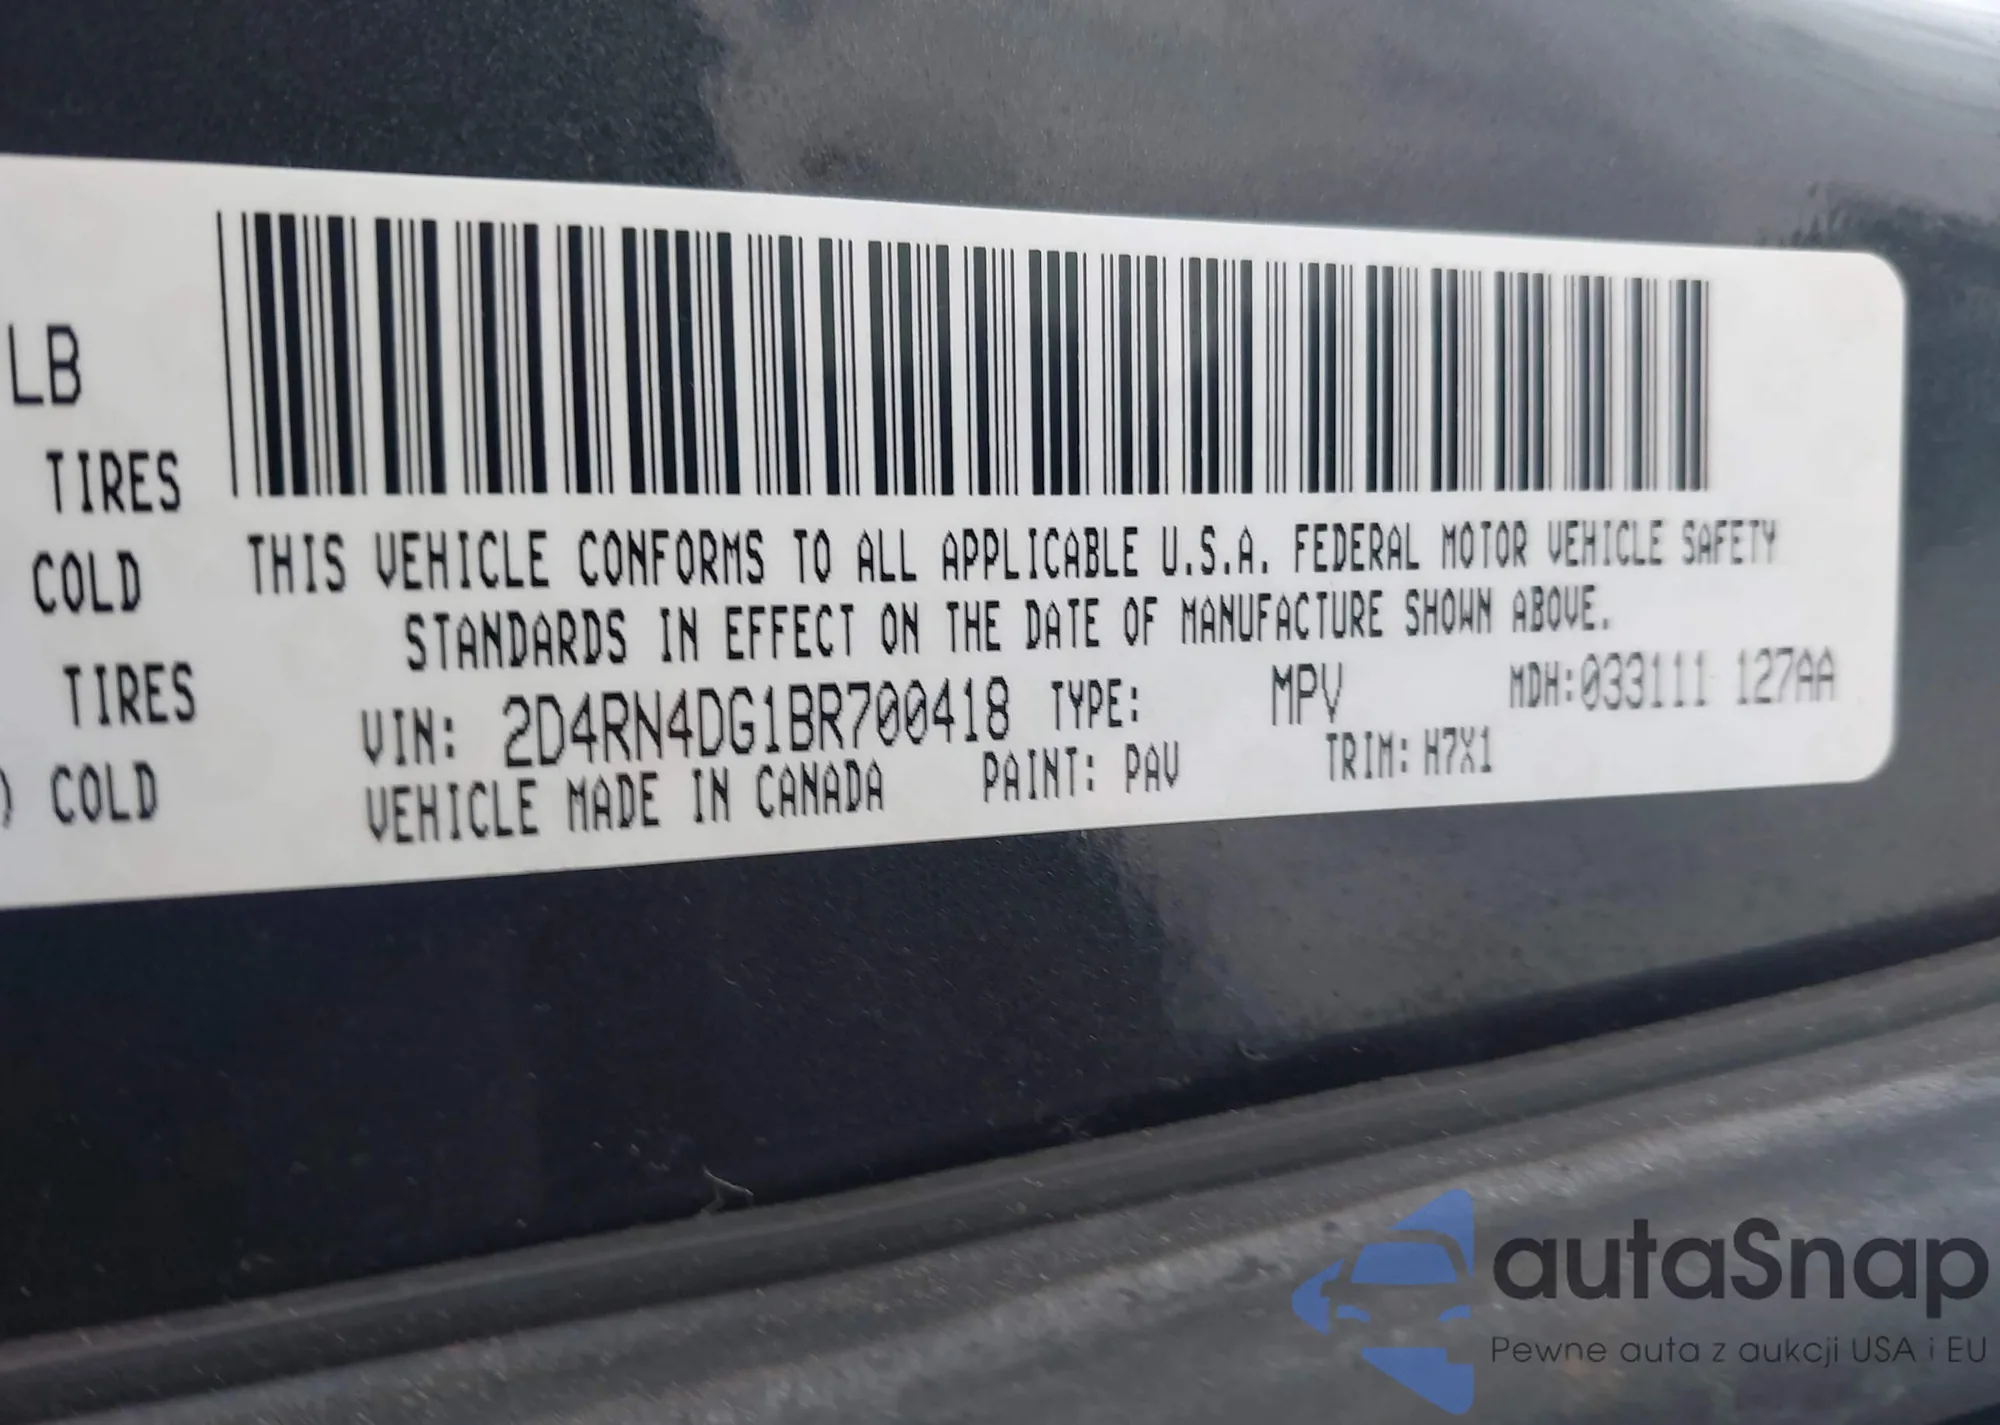 LB
TIRES
COLD
TIRES
) COLD
THIS VEHICLE CONFORMS TO ALL APPLICABLE U.S.A. FEDERAL MOTOR VEHICLE SAFETY
STANDARDS IN EFFECT ON THE DATE OF MANUFACTURE SHOWN ABOVE.
VIN: 2D4RN4DG1BR700418 TYPE: MPV MDH:033111 127AA
VEHICLE MADE IN CANADA PAINT: PAV TRIM: H7X1
autaSnap
Pewne auta z aukcji USA i EU